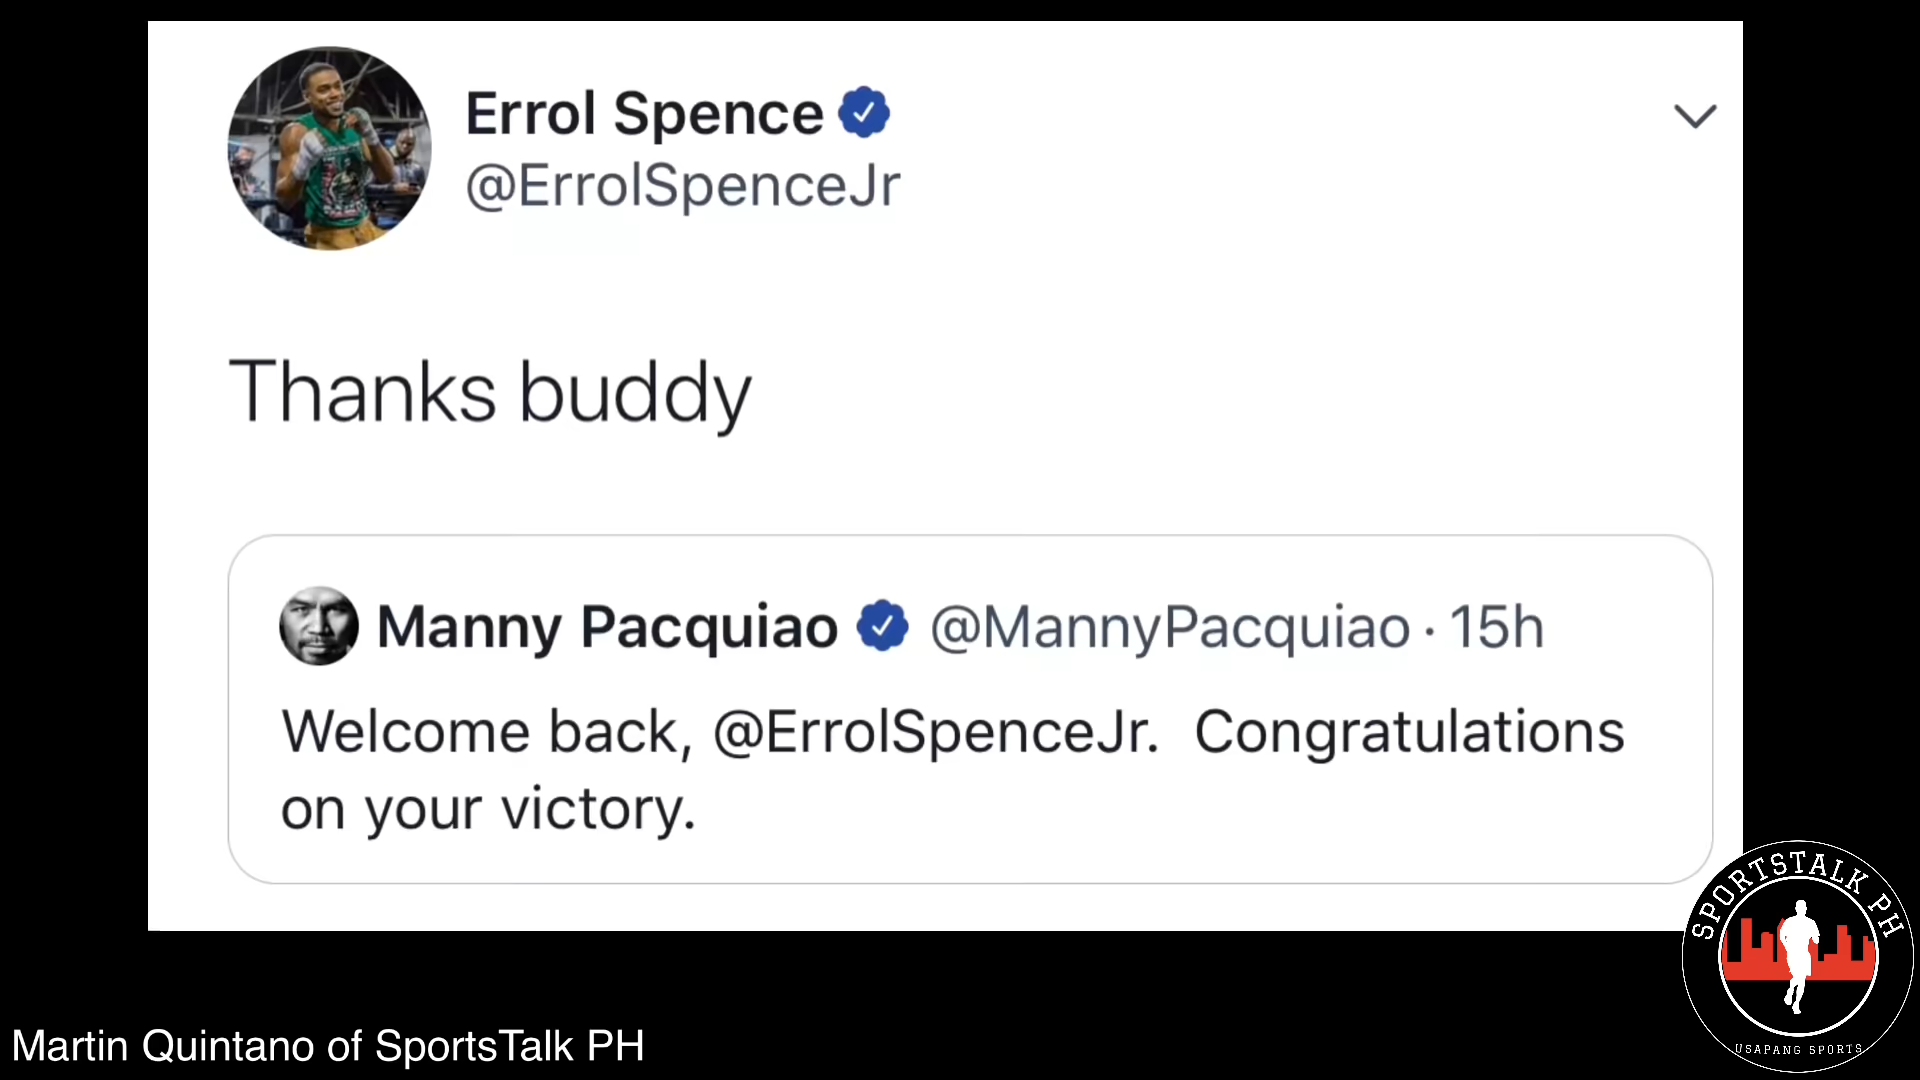 Errol Spence
@ErrolSpenceJr
Thanks buddy
Manny Pacquiao @MannyPacquiao · 15h
Welcome back, @ErrolSpenceJr.  Congratulations
on your victory.
SPORTSTALK PH
USAPANG SPORTS
Martin Quintano of SportsTalk PH